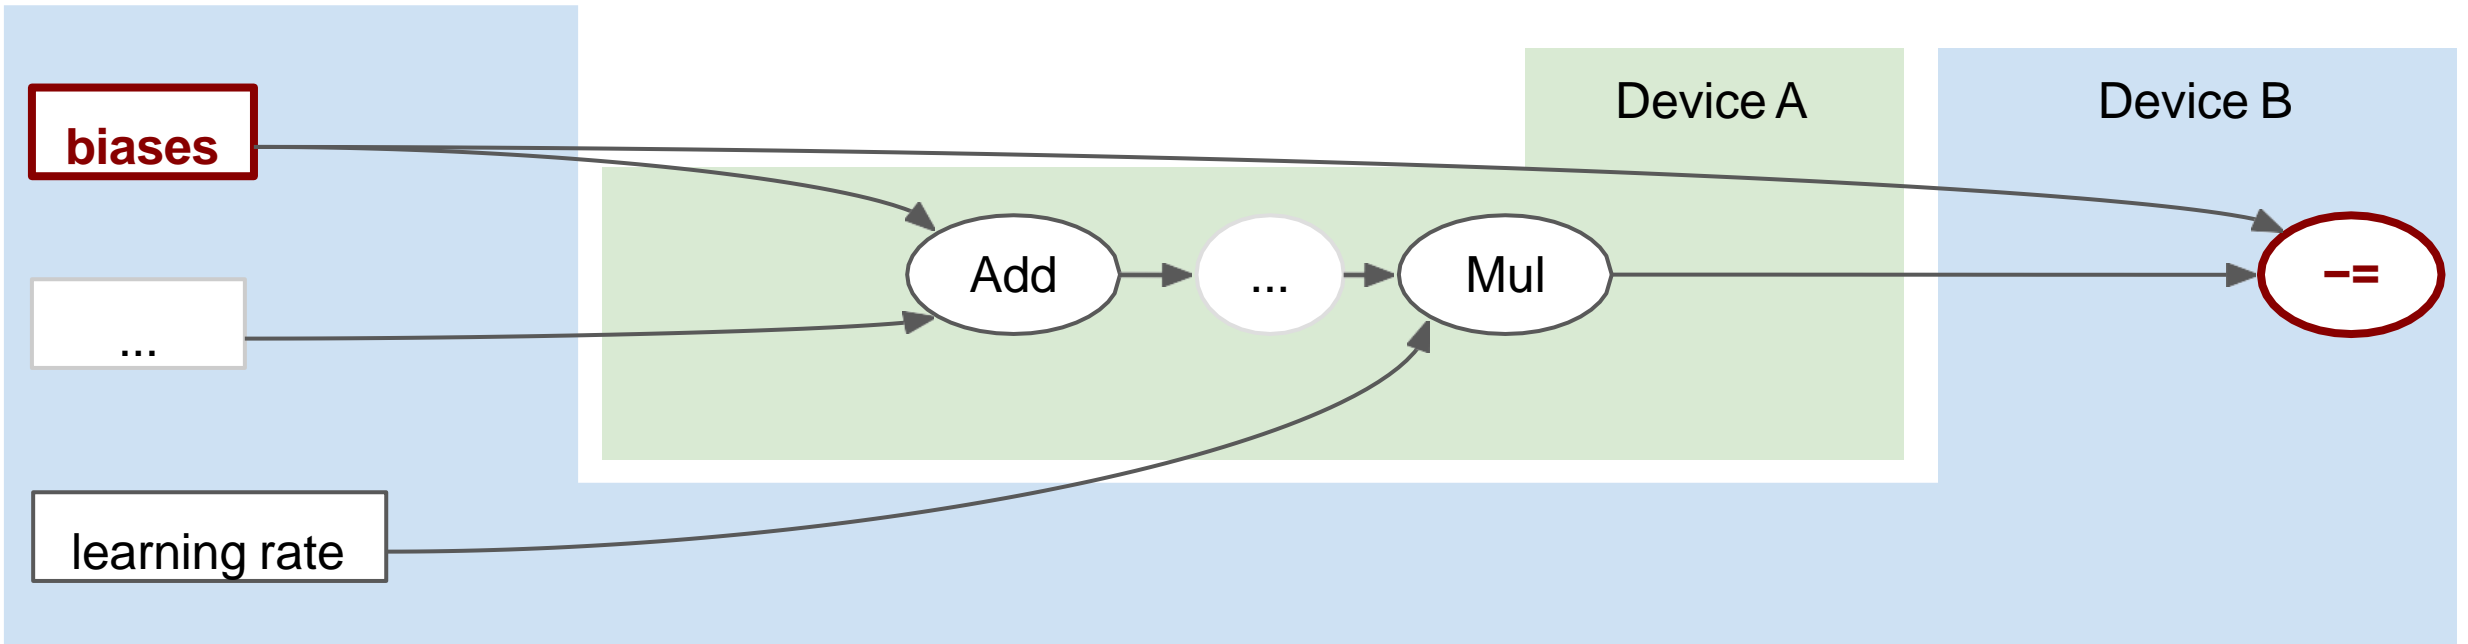 Device A
Device B
biases
Add
...
Mul
−=
...
learning rate